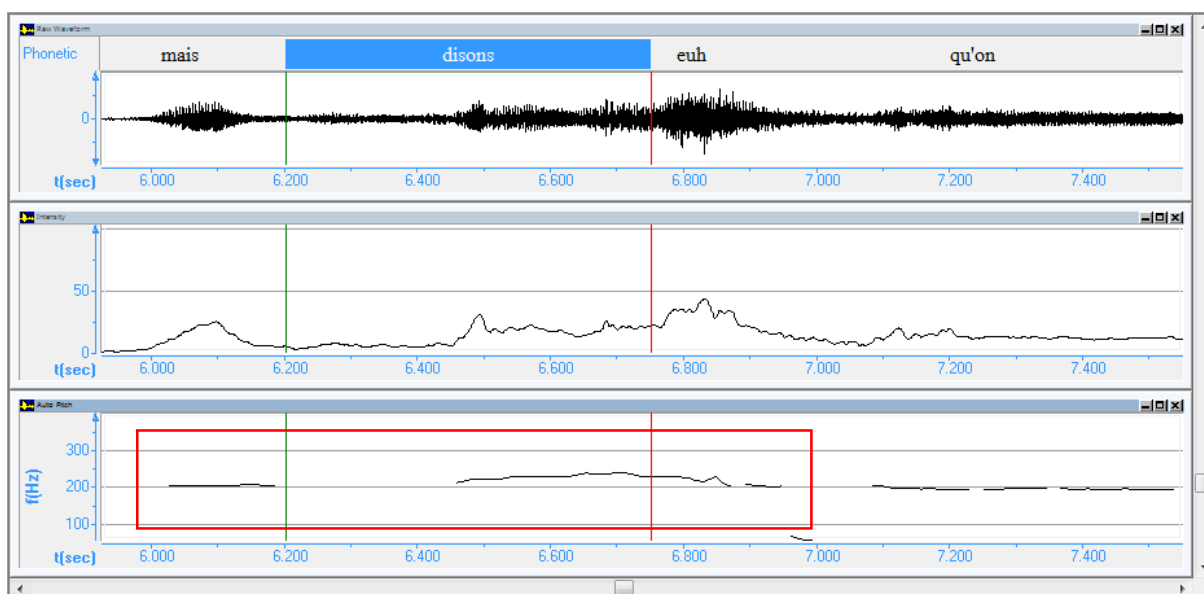 Raw Waveform
Phonetic mais disons euh qu'on
0
t(sec) 6.000 6.200 6.400 6.600 6.800 7.000 7.200 7.400
Intensity
50
0
t(sec) 6.000 6.200 6.400 6.600 6.800 7.000 7.200 7.400
Auto Pitch
300
f(Hz) 200
100
t(sec) 6.000 6.200 6.400 6.600 6.800 7.000 7.200 7.400